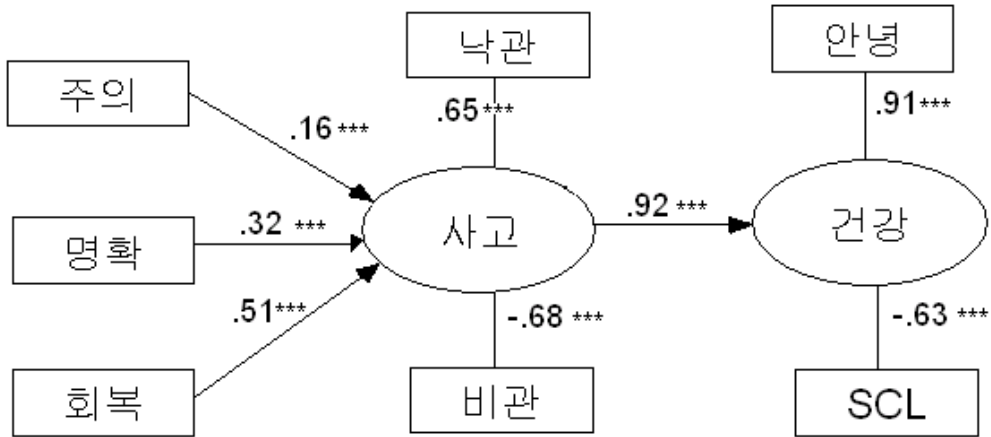 낙관
안녕
주의
.65***
.91***
.16 ***
.92 ***
사고
건강
.32 ***
명확
.51***
-.68 ***
-.63 ***
회복
비관
SCL